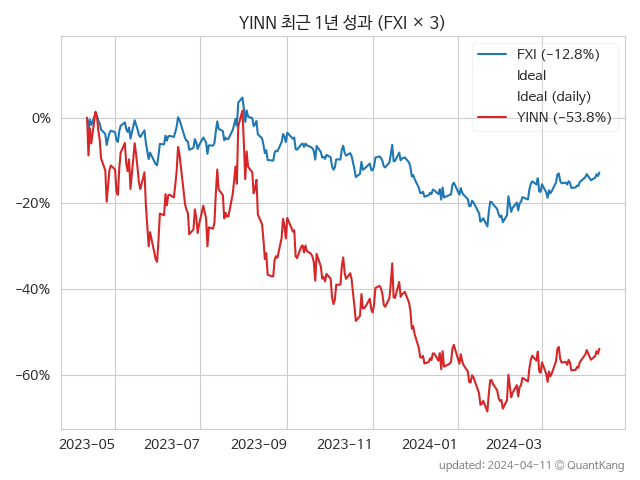 YINN 최근 1년 성과 (FXI × 3)
FXI (−12.8%)
Ideal
Ideal (daily)
YINN (−53.8%)
0%
−20%
−40%
−60%
2023-05 2023-07 2023-09 2023-11 2024-01 2024-03
updated: 2024-04-11 © QuantKang